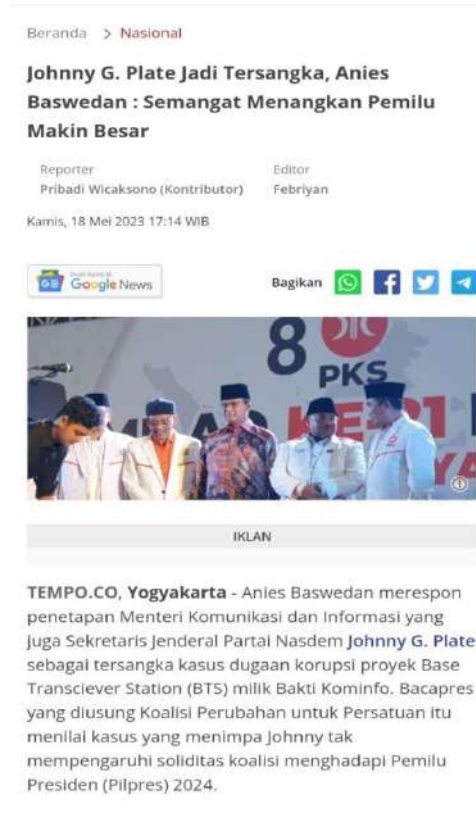 Beranda > Nasional
Johnny G. Plate Jadi Tersangka, Anies
Baswedan : Semangat Menangkan Pemilu
Makin Besar
Reporter
Editor
Pribadi Wicaksono (Kontributor)
Febriyan
Kamis, 18 Mei 2023 17:14 WIB
Google News
Bagikan
8
PKS
KE-21
IKLAN
TEMPO.CO, Yogyakarta - Anies Baswedan merespon
penetapan Menteri Komunikasi dan Informasi yang
juga Sekretaris Jenderal Partai Nasdem Johnny G. Plate
sebagai tersangka kasus dugaan korupsi proyek Base
Transciever Station (BTS) milik Bakti Kominfo. Bacapres
yang diusung Koalisi Perubahan untuk Persatuan itu
menilai kasus yang menimpa Johnny tak
mempengaruhi soliditas koalisi menghadapi Pemilu
Presiden (Pilpres) 2024.